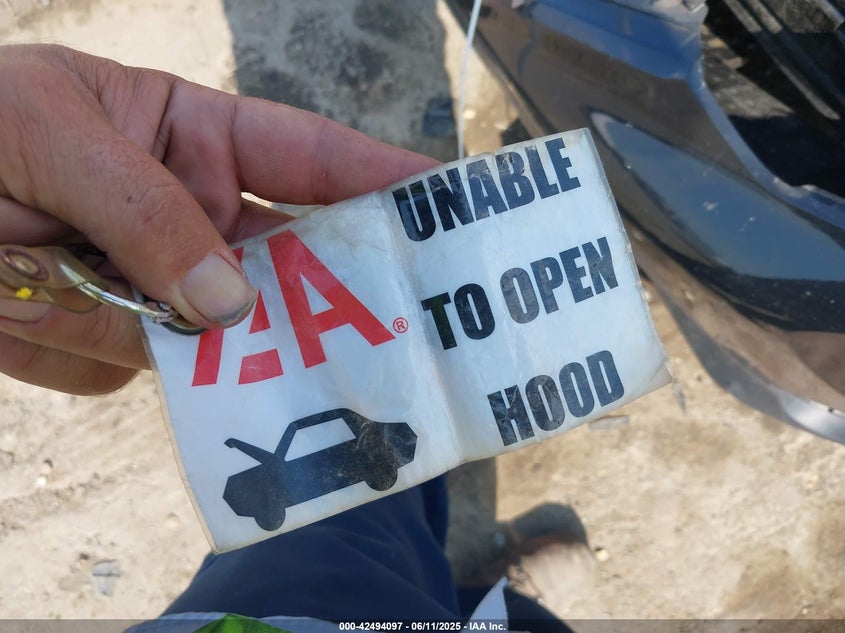 IAA®
UNABLE
TO OPEN
HOOD
000-42494097 - 06/11/2025 - IAA Inc.